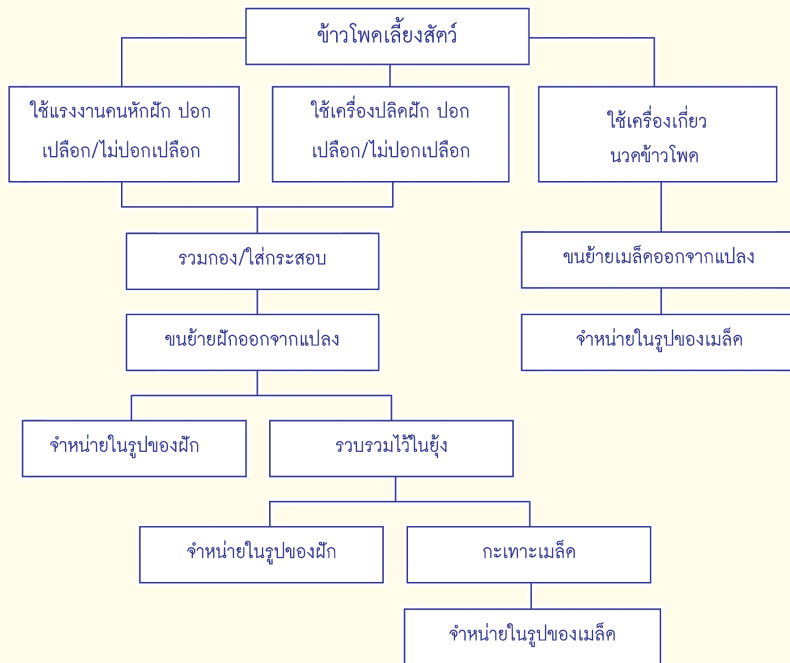 ข้าวโพดเลี้ยงสัตว์
ใช้แรงงานคนหักฝัก ปอก
เปลือก/ไม่ปอกเปลือก
ใช้เครื่องปลิดฝัก ปอก
เปลือก/ไม่ปอกเปลือก
ใช้เครื่องเกี่ยว
นวดข้าวโพด
รวมกอง/ใส่กระสอบ
ขนย้ายเมล็ดออกจากแปลง
ขนย้ายฝักออกจากแปลง
จำหน่ายในรูปของเมล็ด
จำหน่ายในรูปของฝัก
รวบรวมไว้ในยุ้ง
จำหน่ายในรูปของฝัก
กะเทาะเมล็ด
จำหน่ายในรูปของเมล็ด